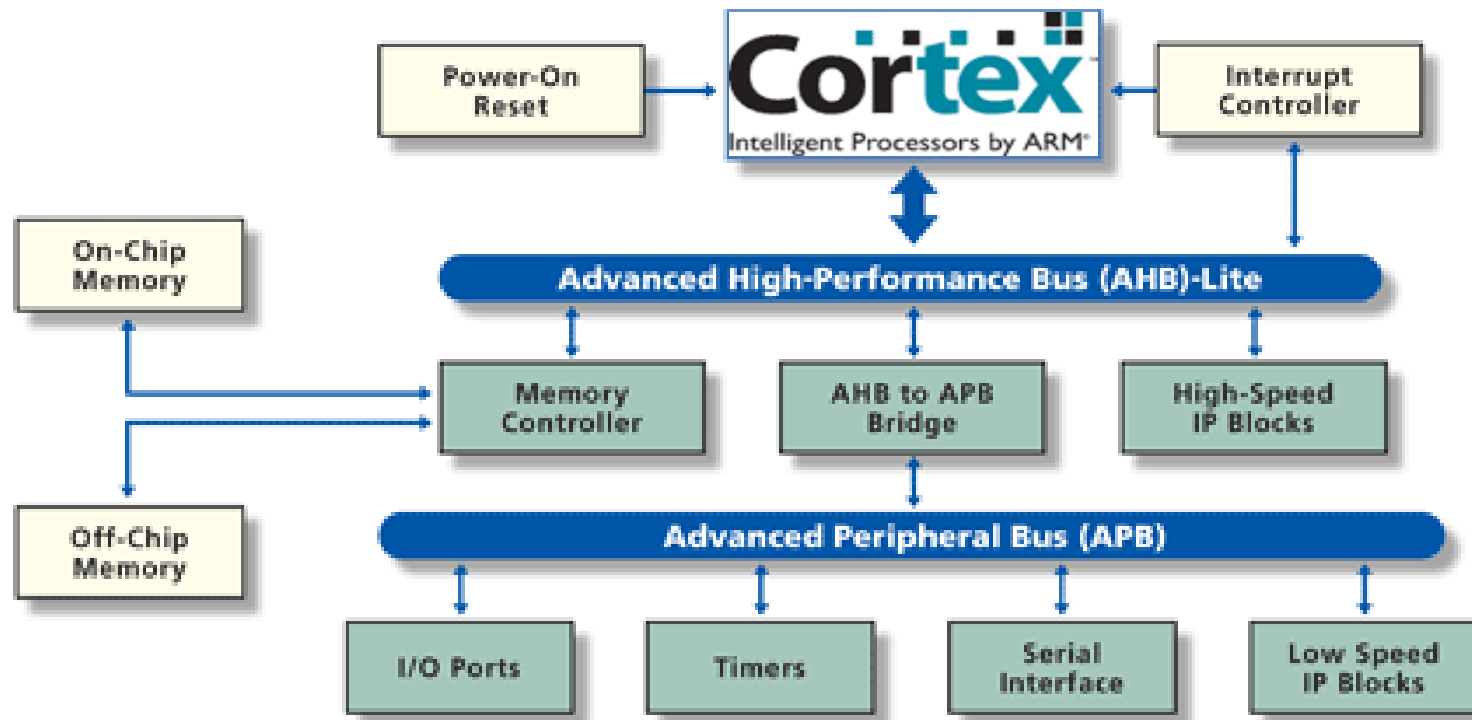 Power-On
Reset
Cortex™
Intelligent Processors by ARM®
Interrupt
Controller
On-Chip
Memory
Advanced High-Performance Bus (AHB)-Lite
Memory
Controller
AHB to APB
Bridge
High-Speed
IP Blocks
Off-Chip
Memory
Advanced Peripheral Bus (APB)
I/O Ports
Timers
Serial
Interface
Low Speed
IP Blocks